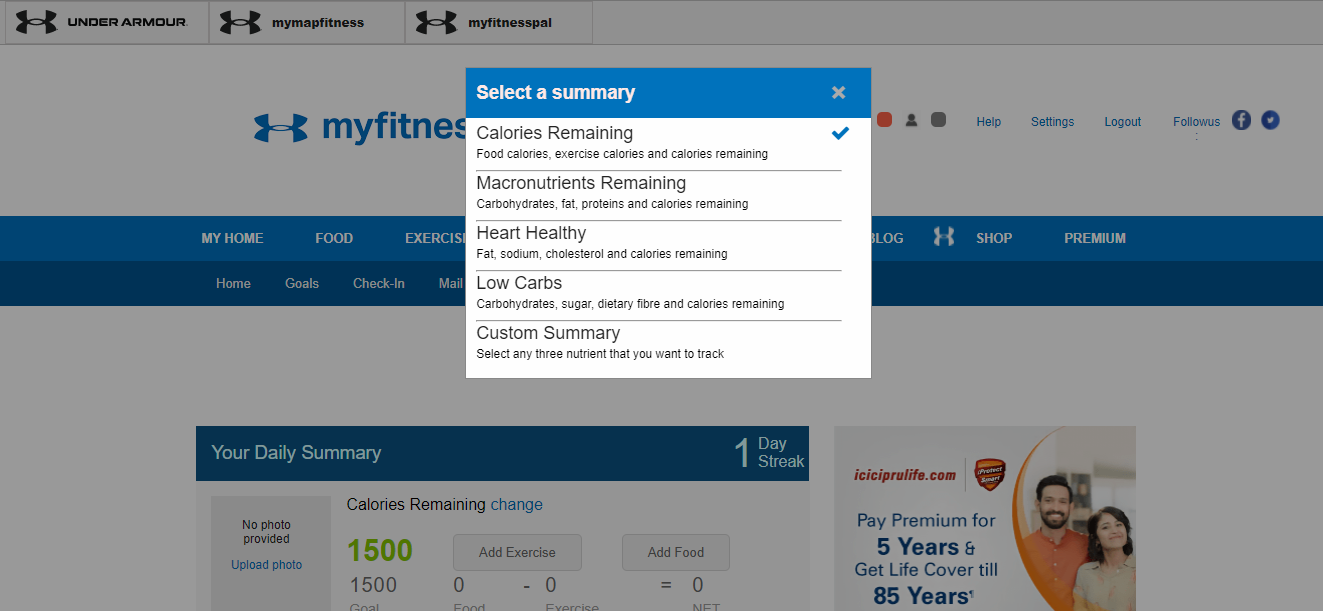 UNDER ARMOUR
mymapfitness
myfitnesspal
Select a summary
Calories Remaining
Food calories, exercise calories and calories remaining
Macronutrients Remaining
Carbohydrates, fat, proteins and calories remaining
Heart Healthy
Fat, sodium, cholesterol and calories remaining
Low Carbs
Carbohydrates, sugar, dietary fibre and calories remaining
Custom Summary
Select any three nutrient that you want to track
myfitnes
Help
Settings
Logout
Followus
:
MY HOME
FOOD
EXERCIS
BLOG
SHOP
PREMIUM
Home
Goals
Check-In
Mail
Your Daily Summary
1 Day
Streak
No photo
provided
Upload photo
Calories Remaining change
1500
Add Exercise
Add Food
1500 0 - 0 = 0
Goal Food Exercise NET
iciciprulife.com
iProtect
Smart
Pay Premium for
5 Years &
Get Life Cover till
85 Years¶